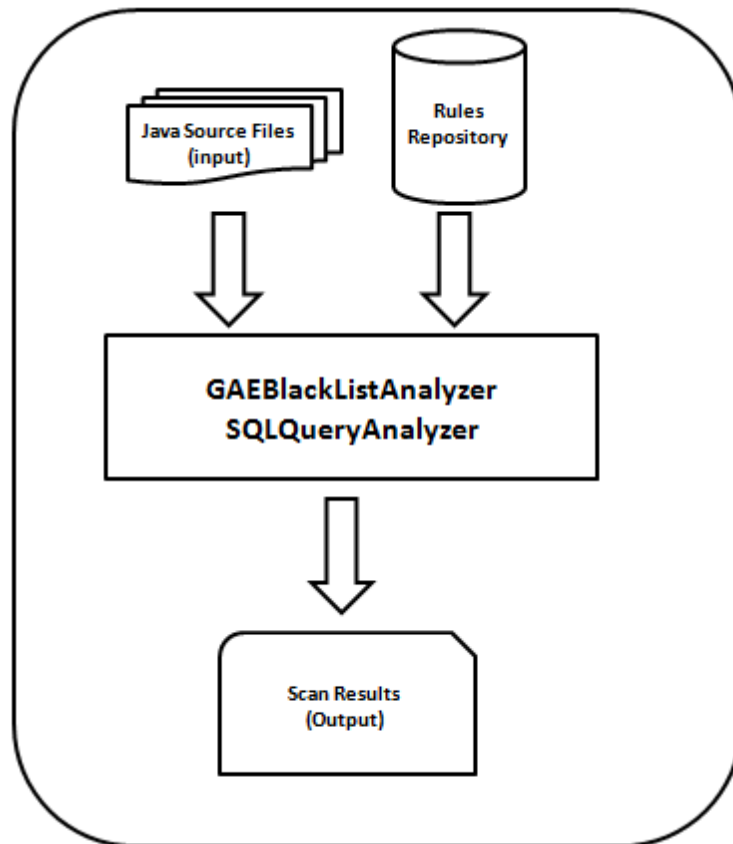 Java Source Files
(input)
Rules
Repository
GAEBlackListAnalyzer
SQLQueryAnalyzer
Scan Results
(Output)